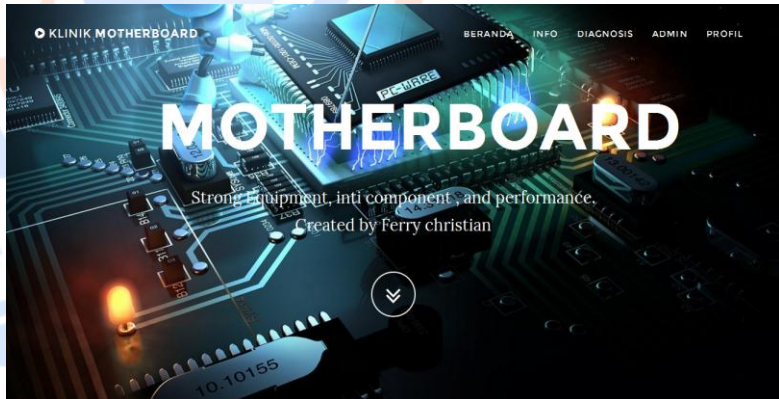 KLINIK MOTHERBOARD
BERANDA INFO DIAGNOSIS ADMIN PROFIL
PC-WARE
MOTHERBOARD
Strong Equipment, inti component , and performance.
Created by Ferry christian
10.10155